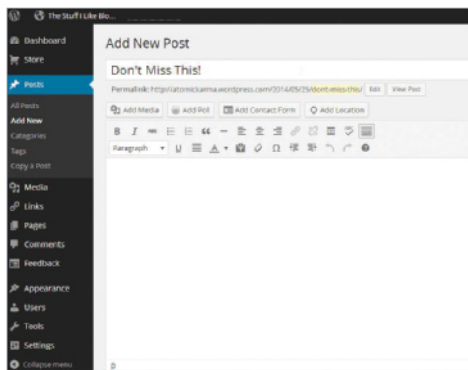 The Stuff I Like Blo...
Dashboard
Store
Posts
All Posts
Add New
Categories
Tags
Copy a Post
Media
Links
Pages
Comments
Feedback
Appearance
Users
Tools
Settings
Collapse menu
Add New Post
Don't Miss This!
Permalink: http://atomickarma.wordpress.com/2014/05/25/dont-miss-this/ Edit View Post
Add Media Add Poll Add Contact Form Add Location
B I ABC
Paragraph U A
p